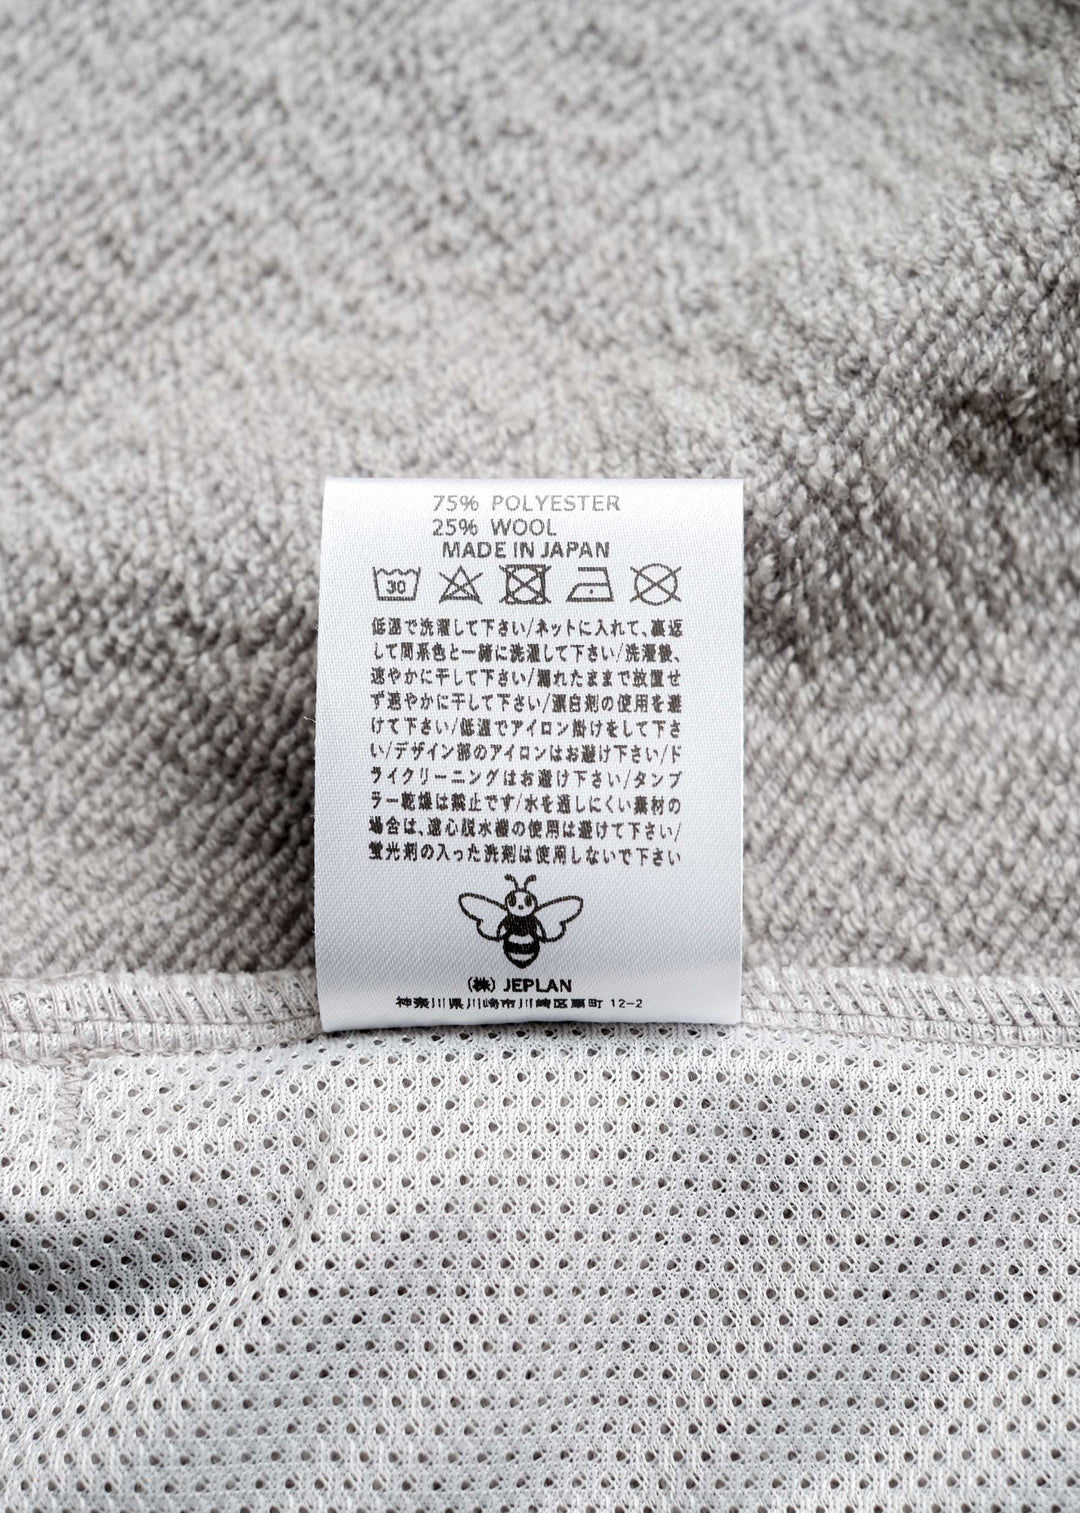 75% POLYESTER
25% WOOL
MADE IN JAPAN
30
低温で洗濯して下さい/ネットに入れて、裏返
して同系色と一緒に洗濯して下さい/洗濯後、
速やかに干して下さい/濡れたままで放置せ
ず速やかに干して下さい/漂白剤の使用を避
けて下さい/低温でアイロン掛けをして下さ
い/デザイン部のアイロンはお避け下さい/ド
ライクリーニングはお避け下さい/タンブ
ラー乾燥は禁止です/水を通しにくい素材の
場合は、遠心脱水機の使用は避けて下さい/
蛍光剤の入った洗剤は使用しないで下さい
(株) JEPLAN
神奈川県川崎市川崎区扇町 12-2